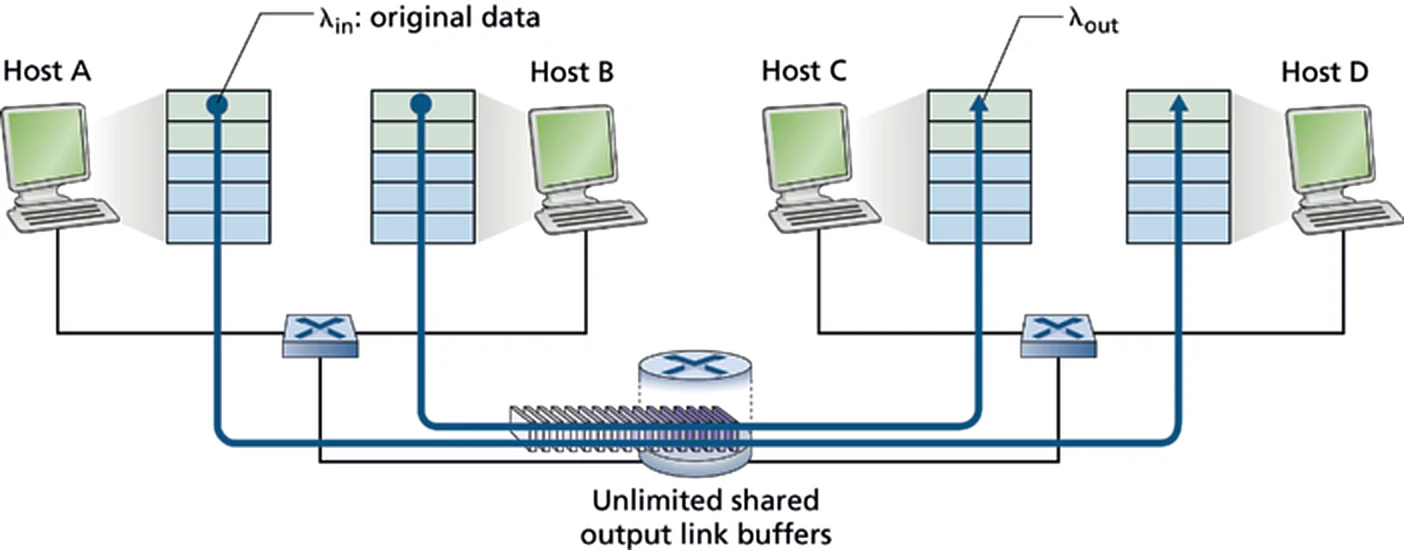 λin: original data
λout
Host A
Host B
Host C
Host D
Unlimited shared
output link buffers